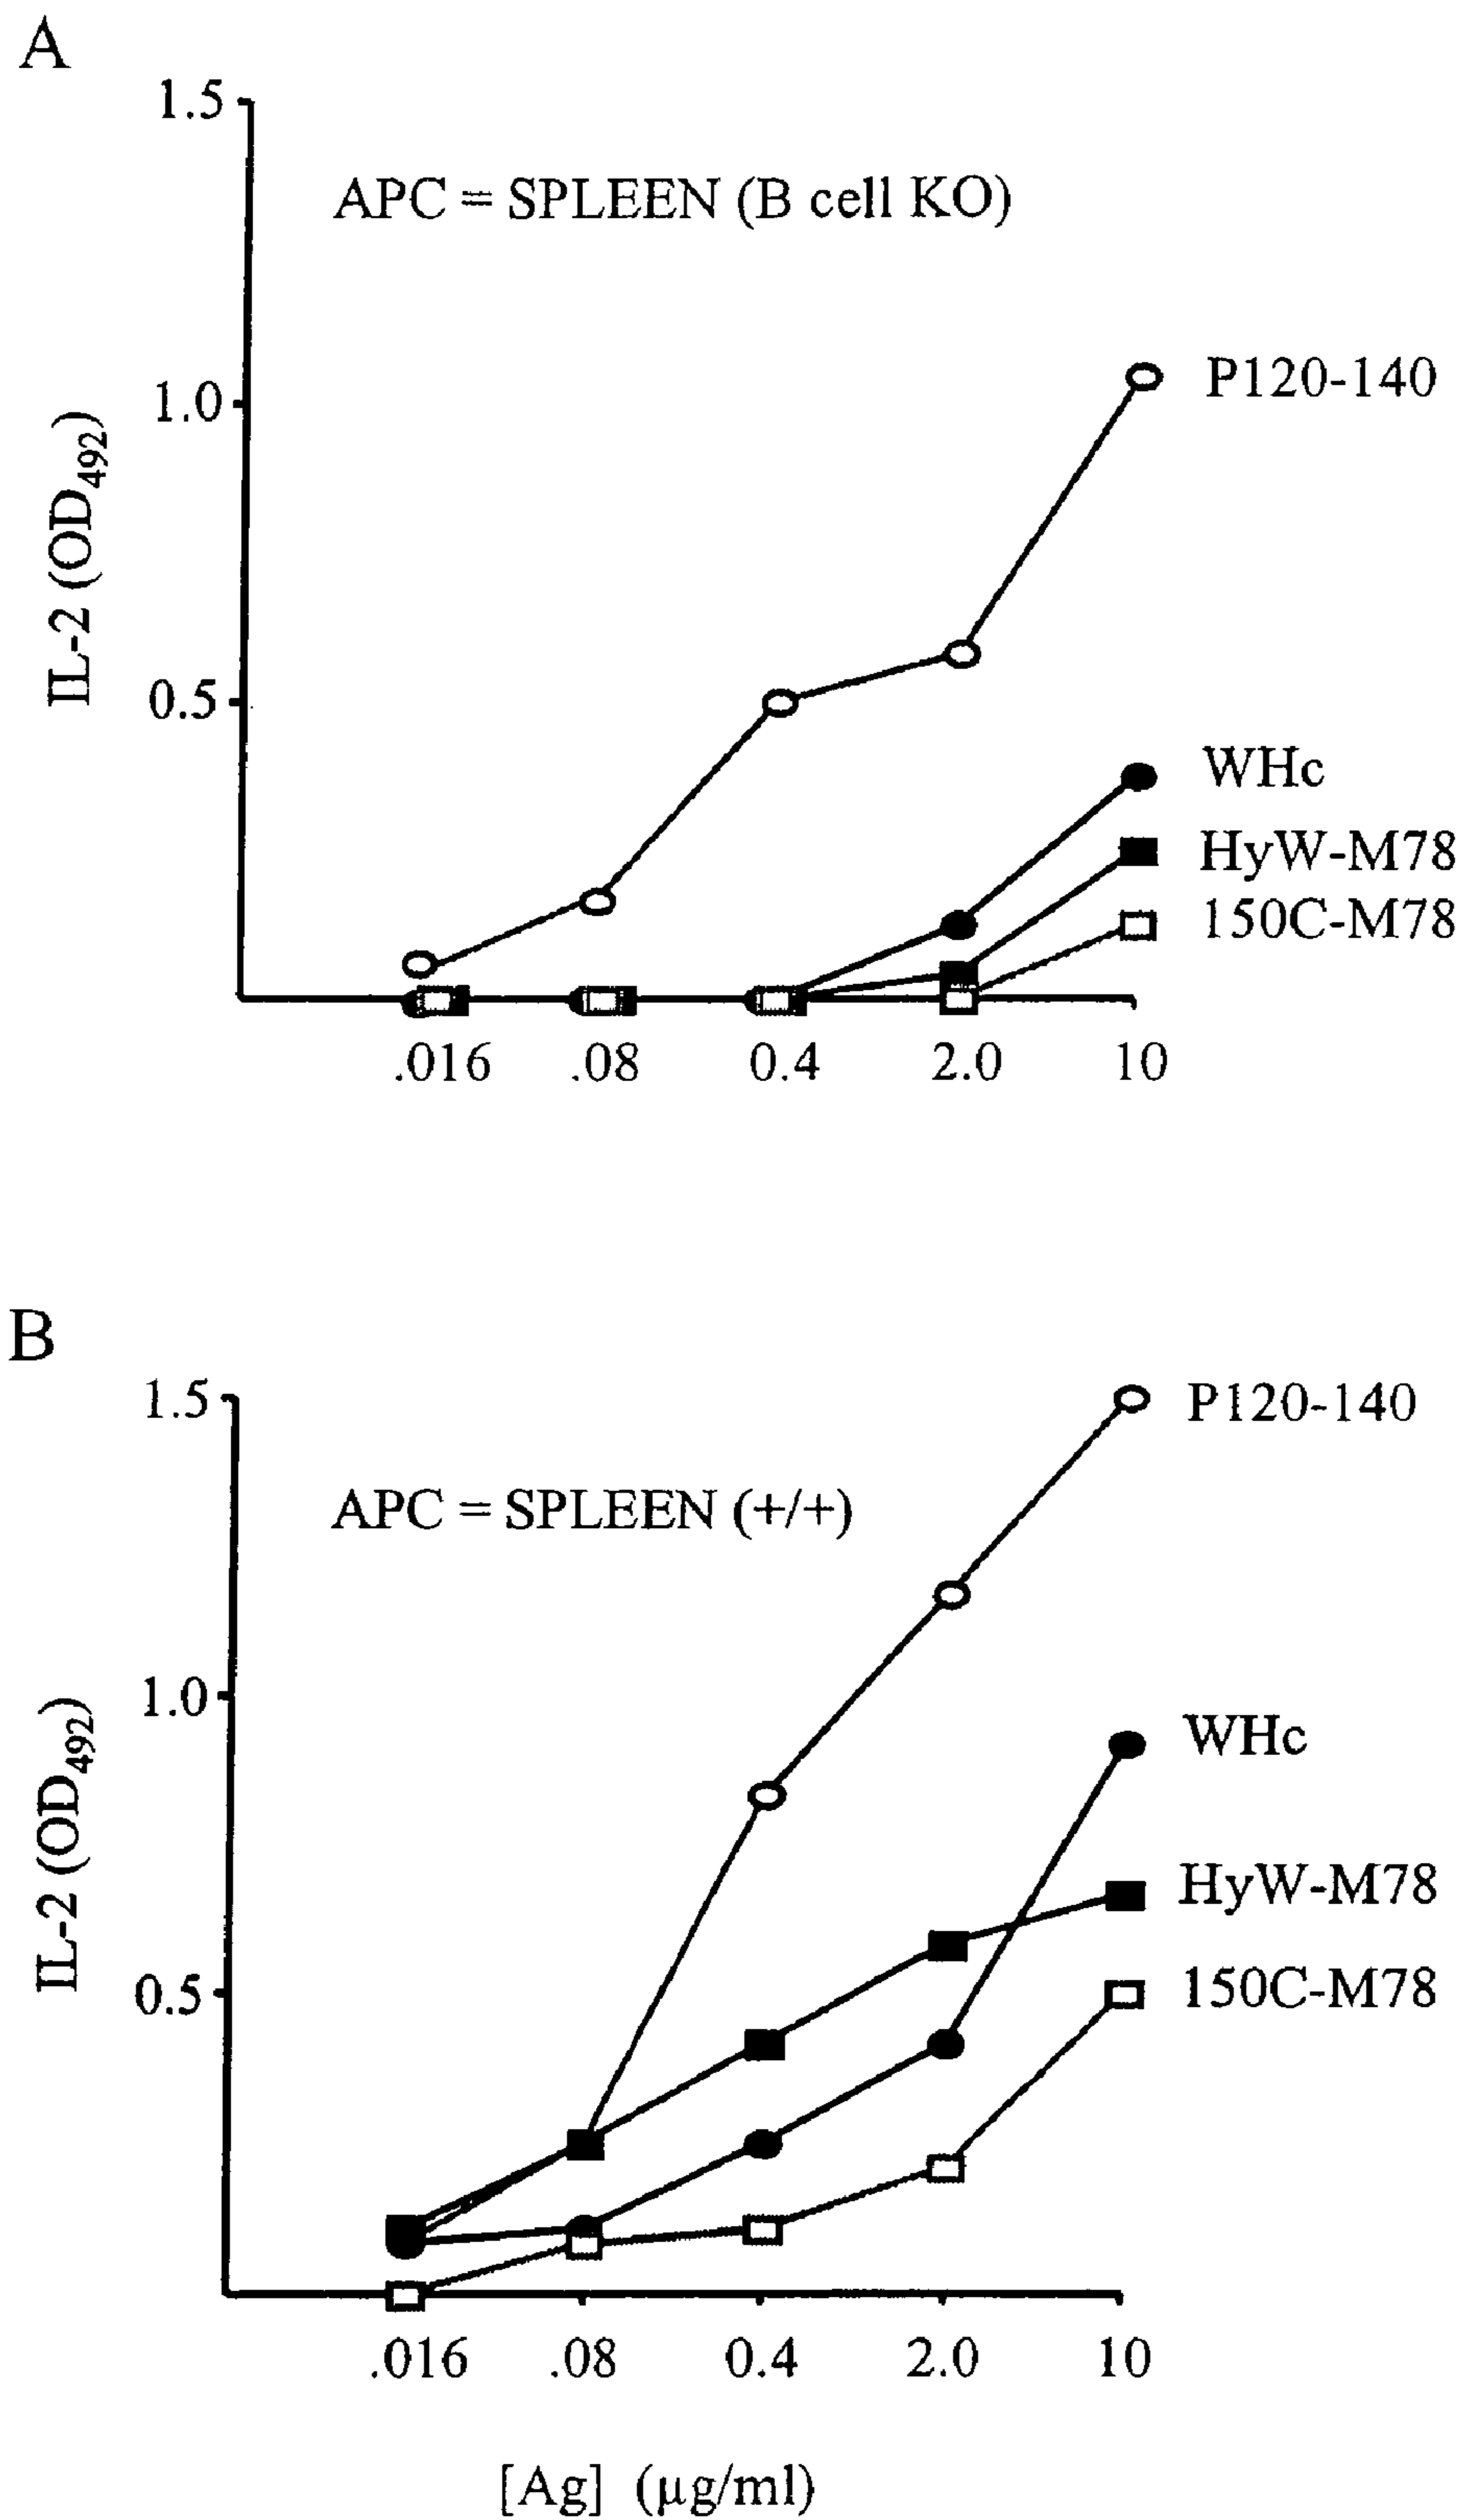 A
1.5
APC = SPLEEN (B cell KO)
P120-140
1.0
IL-2 (OD492)
0.5
WHc
HyW-M78
150C-M78
.016 .08 0.4 2.0 10
B
1.5
P120-140
APC = SPLEEN (+/+)
1.0
WHc
IL-2 (OD492)
HyW-M78
0.5
150C-M78
.016 .08 0.4 2.0 10
[Ag] (µg/ml)